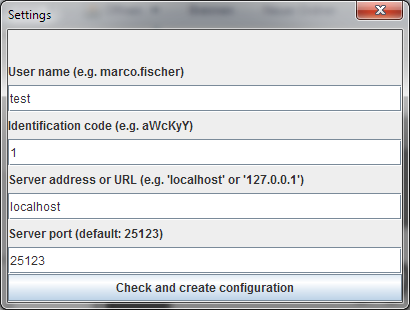 Settings
User name (e.g. marco.fischer)
test
Identification code (e.g. aWcKyY)
1
Server address or URL (e.g. 'localhost' or '127.0.0.1')
localhost
Server port (default: 25123)
25123
Check and create configuration